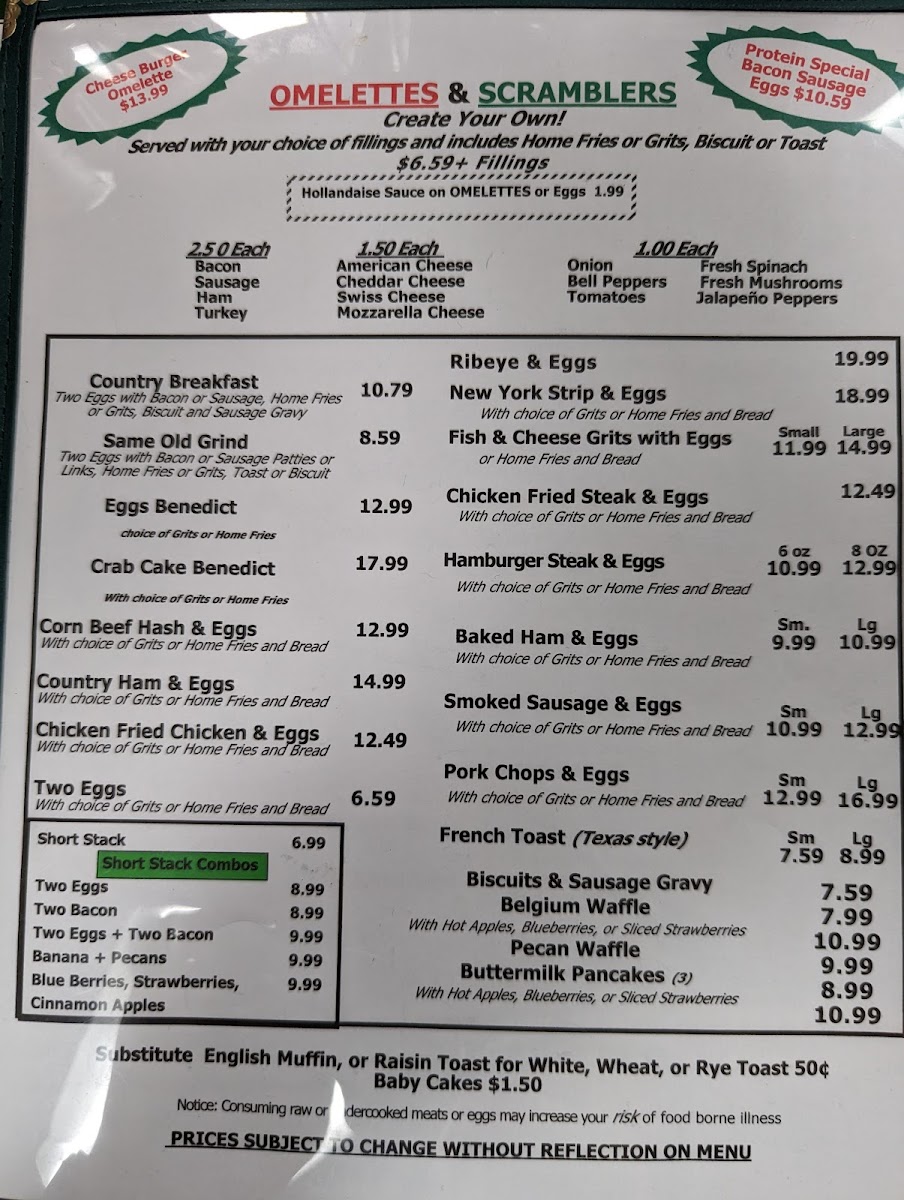 Cheese Burger
Omelette
$13.99
Protein Special
Bacon Sausage
Eggs $10.59
OMELETTES & SCRAMBLERS
Create Your Own!
Served with your choice of fillings and includes Home Fries or Grits, Biscuit or Toast
$6.59+ Fillings
Hollandaise Sauce on OMELETTES or Eggs 1.99
2.50 Each
Bacon
Sausage
Ham
Turkey
1.50 Each
American Cheese
Cheddar Cheese
Swiss Cheese
Mozzarella Cheese
1.00 Each
Onion Fresh Spinach
Bell Peppers Fresh Mushrooms
Tomatoes Jalapeño Peppers
Country Breakfast 10.79
Two Eggs with Bacon or Sausage, Home Fries
or Grits, Biscuit and Sausage Gravy
Same Old Grind 8.59
Two Eggs with Bacon or Sausage Patties or
Links, Home Fries or Grits, Toast or Biscuit
Eggs Benedict 12.99
choice of Grits or Home Fries
Crab Cake Benedict 17.99
With choice of Grits or Home Fries
Corn Beef Hash & Eggs 12.99
With choice of Grits or Home Fries and Bread
Country Ham & Eggs 14.99
With choice of Grits or Home Fries and Bread
Chicken Fried Chicken & Eggs 12.49
With choice of Grits or Home Fries and Bread
Two Eggs 6.59
With choice of Grits or Home Fries and Bread
Short Stack 6.99
Short Stack Combos
Two Eggs 8.99
Two Bacon 8.99
Two Eggs + Two Bacon 9.99
Banana + Pecans 9.99
Blue Berries, Strawberries, 9.99
Cinnamon Apples
Ribeye & Eggs 19.99
New York Strip & Eggs 18.99
With choice of Grits or Home Fries and Bread
Small Large
Fish & Cheese Grits with Eggs 11.99 14.99
or Home Fries and Bread
Chicken Fried Steak & Eggs 12.49
With choice of Grits or Home Fries and Bread
6 oz 8 OZ
Hamburger Steak & Eggs 10.99 12.99
With choice of Grits or Home Fries and Bread
Sm. Lg
Baked Ham & Eggs 9.99 10.99
With choice of Grits or Home Fries and Bread
Smoked Sausage & Eggs Sm Lg
With choice of Grits or Home Fries and Bread 10.99 12.99
Pork Chops & Eggs Sm Lg
With choice of Grits or Home Fries and Bread 12.99 16.99
French Toast (Texas style) Sm Lg
7.59 8.99
Biscuits & Sausage Gravy 7.59
Belgium Waffle 7.99
With Hot Apples, Blueberries, or Sliced Strawberries 10.99
Pecan Waffle 9.99
Buttermilk Pancakes (3) 8.99
With Hot Apples, Blueberries, or Sliced Strawberries 10.99
Substitute English Muffin, or Raisin Toast for White, Wheat, or Rye Toast 50¢
Baby Cakes $1.50
Notice: Consuming raw or undercooked meats or eggs may increase your risk of food borne illness
PRICES SUBJECT TO CHANGE WITHOUT REFLECTION ON MENU